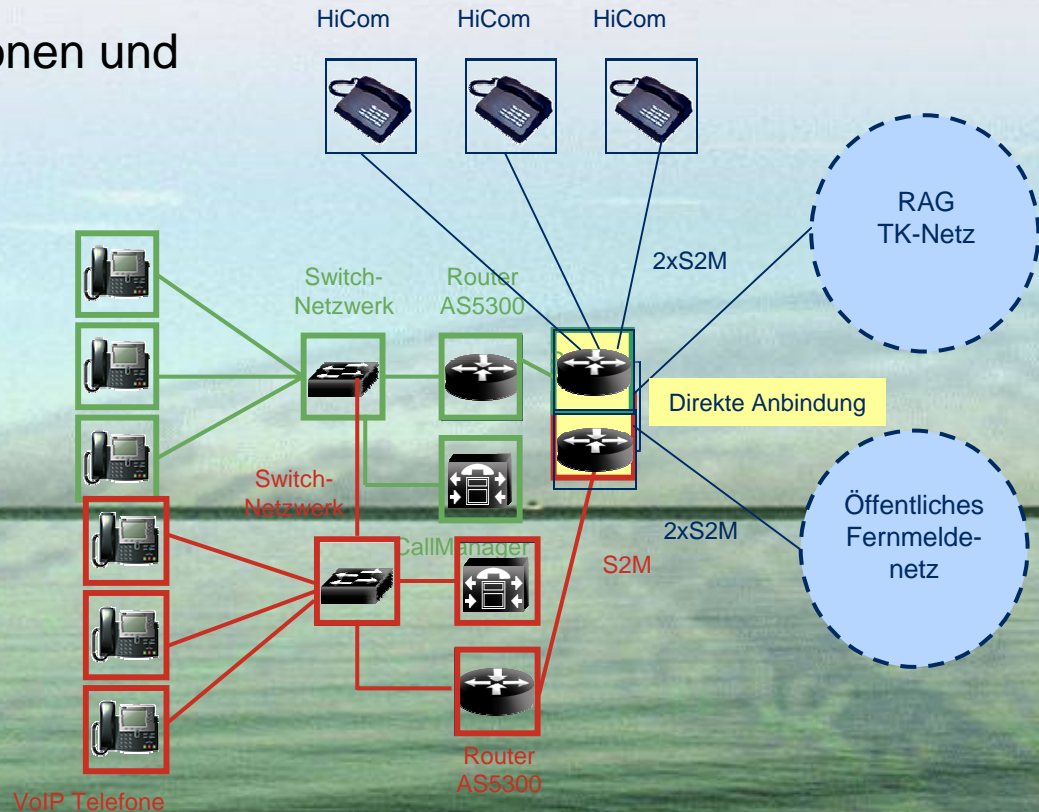 onen und
HiCom
HiCom
HiCom
RAG
TK-Netz
2xS2M
Switch-
Netzwerk
Router
AS5300
Direkte Anbindung
Switch-
Netzwerk
CallManager
2xS2M
S2M
Öffentliches
Fernmelde-
netz
Router
AS5300
VoIP Telefone